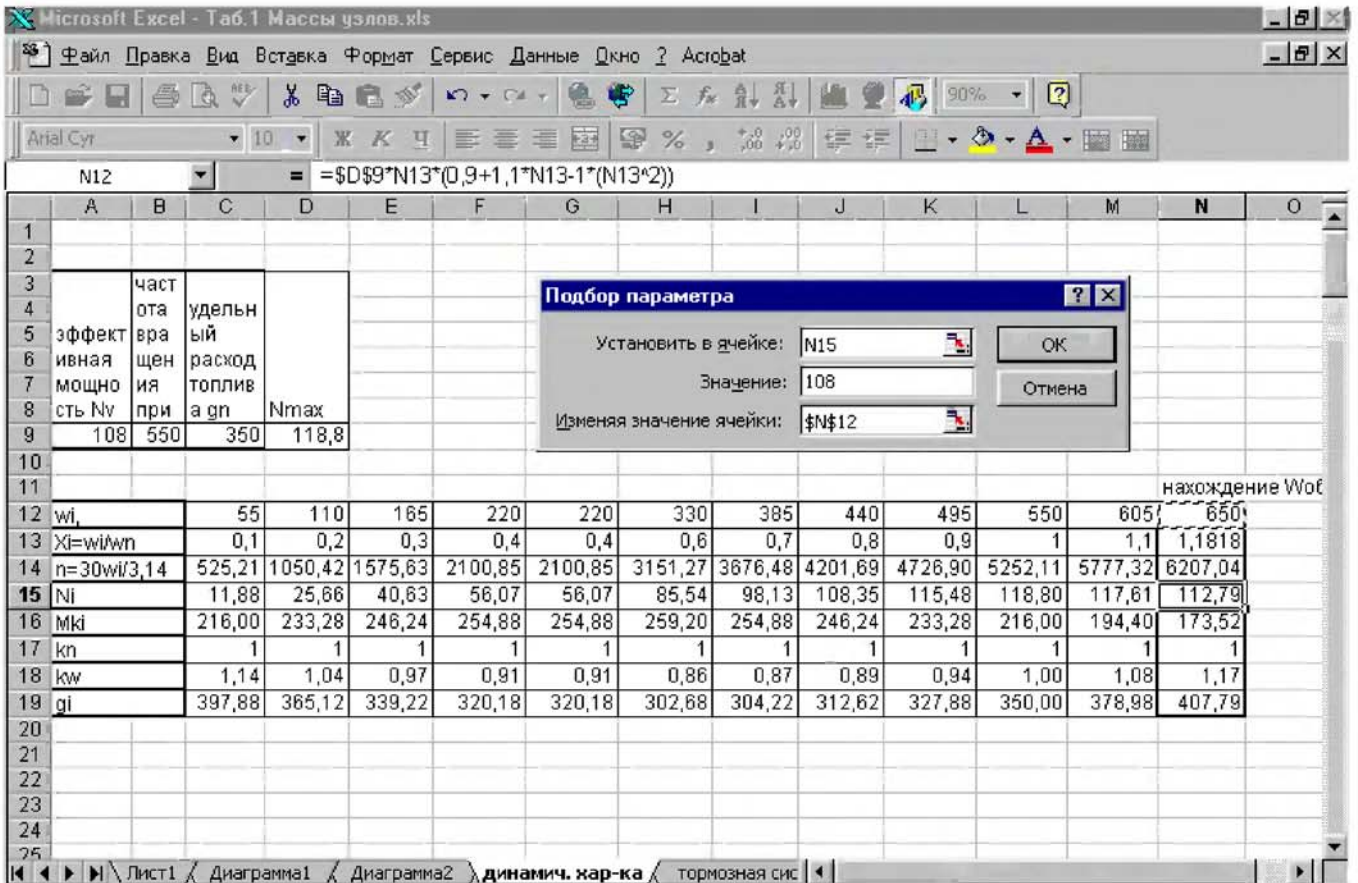 Microsoft Excel - Таб.1 Массы узлов.xls
Файл Правка Вид Вставка Формат Сервис Данные Окно ? Acrobat
90%
Arial Cyr 10 Ж К Ч
N12 = =$D$9*N13*(0,9+1,1*N13-1*(N13^2))
A B C D E F G H I J K L M N O
1
2
3 част
4 ота удельн
5 эффект вра ый
6 ивная щен расход
7 мощно ия топлив
8 сть Nv при а gn Nmax
9 108 550 350 118,8
Подбор параметра
Установить в ячейке: N15 OK
Значение: 108 Отмена
Изменяя значение ячейки: $N$12
10
11 нахождение Wоб
12 wi, 55 110 165 220 220 330 385 440 495 550 605 650
13 Xi=wi/wn 0,1 0,2 0,3 0,4 0,4 0,6 0,7 0,8 0,9 1 1,1 1,1818
14 n=30wi/3,14 525,21 1050,42 1575,63 2100,85 2100,85 3151,27 3676,48 4201,69 4726,90 5252,11 5777,32 6207,04
15 Ni 11,88 25,66 40,63 56,07 56,07 85,54 98,13 108,35 115,48 118,80 117,61 112,79
16 Mki 216,00 233,28 246,24 254,88 254,88 259,20 254,88 246,24 233,28 216,00 194,40 173,52
17 kn 1 1 1 1 1 1 1 1 1 1 1 1
18 kw 1,14 1,04 0,97 0,91 0,91 0,86 0,87 0,89 0,94 1,00 1,08 1,17
19 gi 397,88 365,12 339,22 320,18 320,18 302,68 304,22 312,62 327,88 350,00 378,98 407,79
20
21
22
23
24
25
Лист1 Диаграмма1 Диаграмма2 динамич. хар-ка тормозная сис